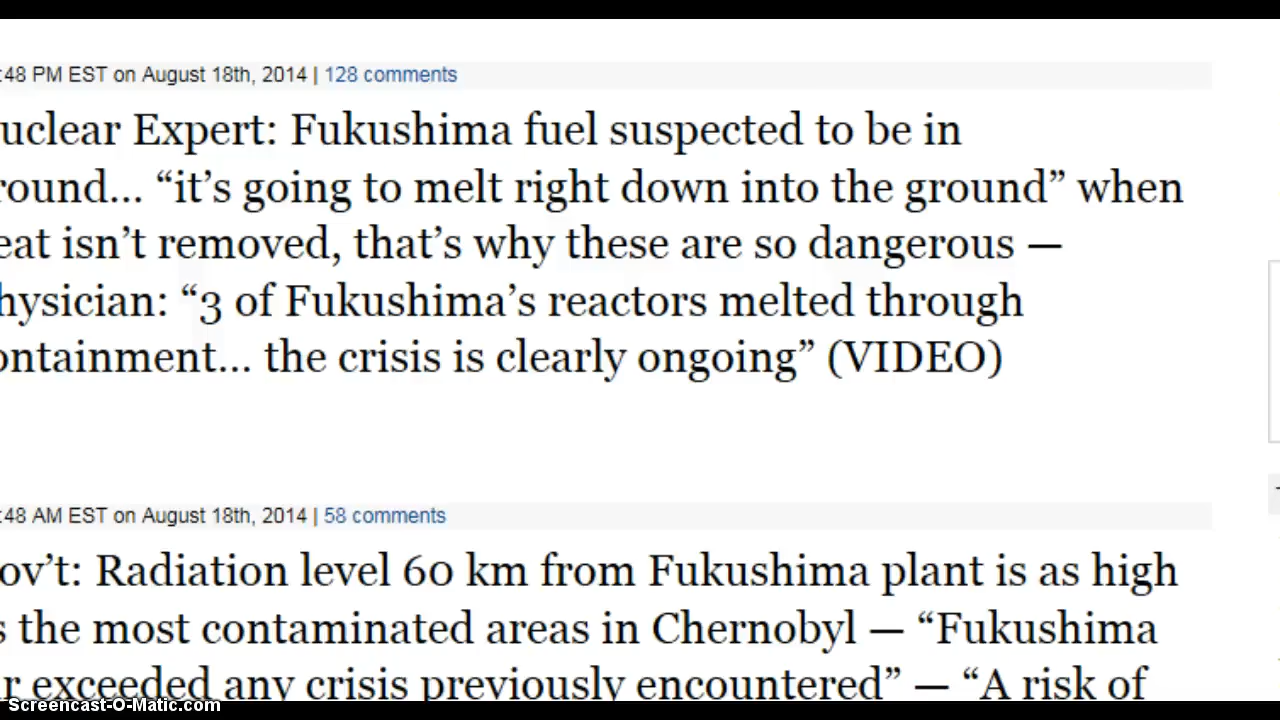 :48 PM EST on August 18th, 2014 | 128 comments
uclear Expert: Fukushima fuel suspected to be in
round... “it’s going to melt right down into the ground” when
eat isn’t removed, that’s why these are so dangerous —
hysician: “3 of Fukushima’s reactors melted through
ontainment... the crisis is clearly ongoing” (VIDEO)
:48 AM EST on August 18th, 2014 | 58 comments
ov’t: Radiation level 60 km from Fukushima plant is as high
s the most contaminated areas in Chernobyl — “Fukushima
r exceeded any crisis previously encountered” — “A risk of
Screencast-O-Matic.com